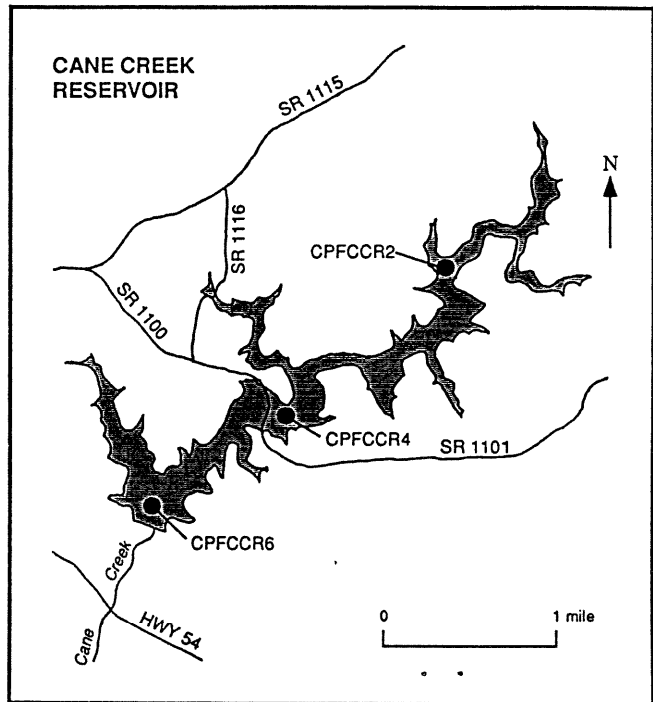 CANE CREEK
RESERVOIR
SR 1115
N
SR 1116
CPFCCR2
SR 1100
CPFCCR4
SR 1101
CPFCCR6
Creek
Cane
HWY 54
0 1 mile